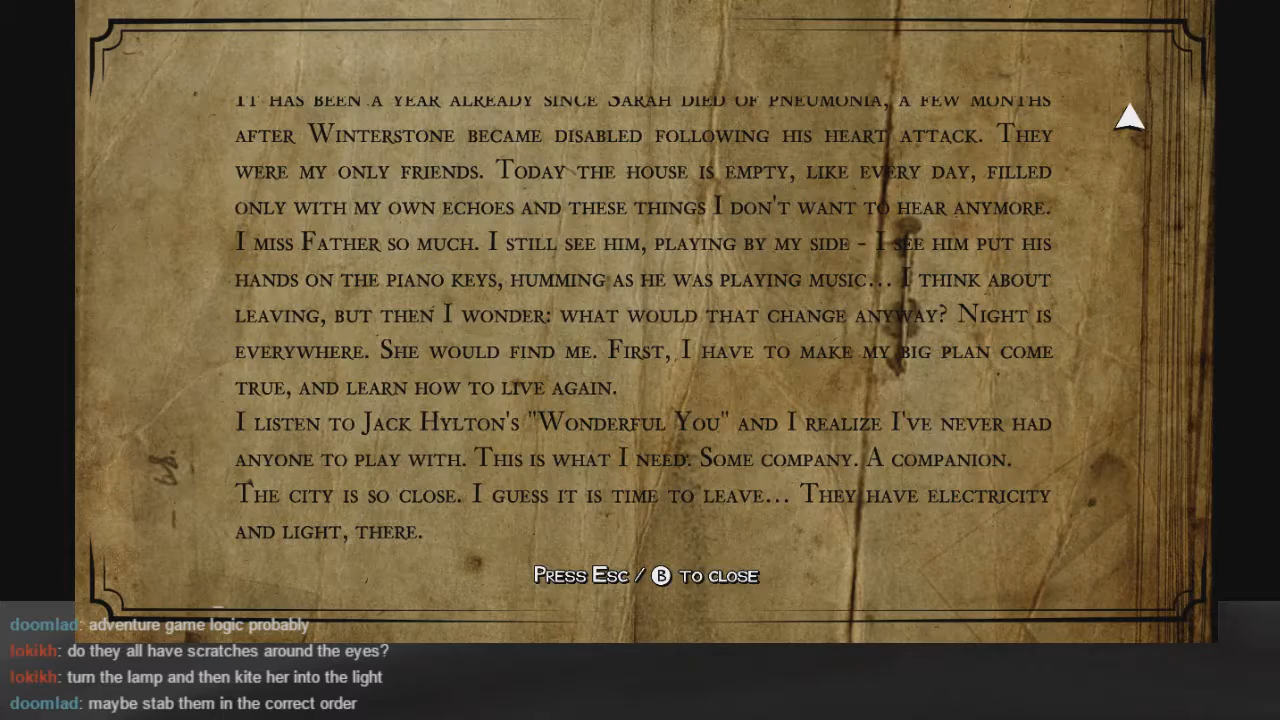 It has been a year already since Sarah died of pneumonia, a few months
after Winterstone became disabled following his heart attack. They
were my only friends. Today the house is empty, like every day, filled
only with my own echoes and these things I don't want to hear anymore.
I miss Father so much. I still see him, playing by my side - I see him put his
hands on the piano keys, humming as he was playing music... I think about
leaving, but then I wonder: what would that change anyway? Night is
everywhere. She would find me. First, I have to make my big plan come
true, and learn how to live again.
I listen to Jack Hylton's "Wonderful You" and I realize I've never had
anyone to play with. This is what I need. Some company. A companion.
The city is so close. I guess it is time to leave... They have electricity
and light, there.
Press Esc / B to close
doomlad: adventure game logic probably
lokikh: do they all have scratches around the eyes?
lokikh: turn the lamp and then kite her into the light
doomlad: maybe stab them in the correct order